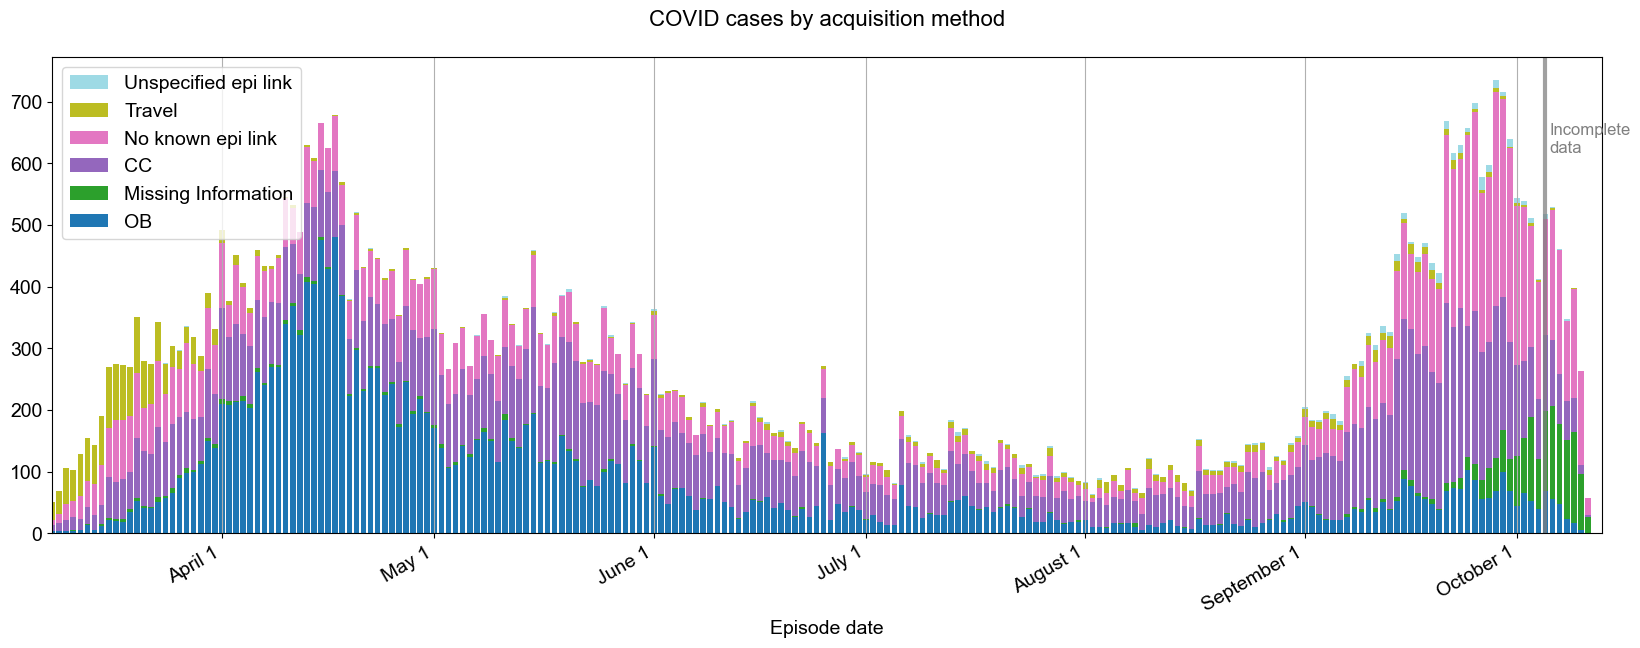 COVID cases by acquisition method
Unspecified epi link
Travel
No known epi link
CC
Missing Information
OB
700
600
500
400
300
200
100
0
Incomplete
data
April 1
May 1
June 1
July 1
August 1
September 1
October 1
Episode date